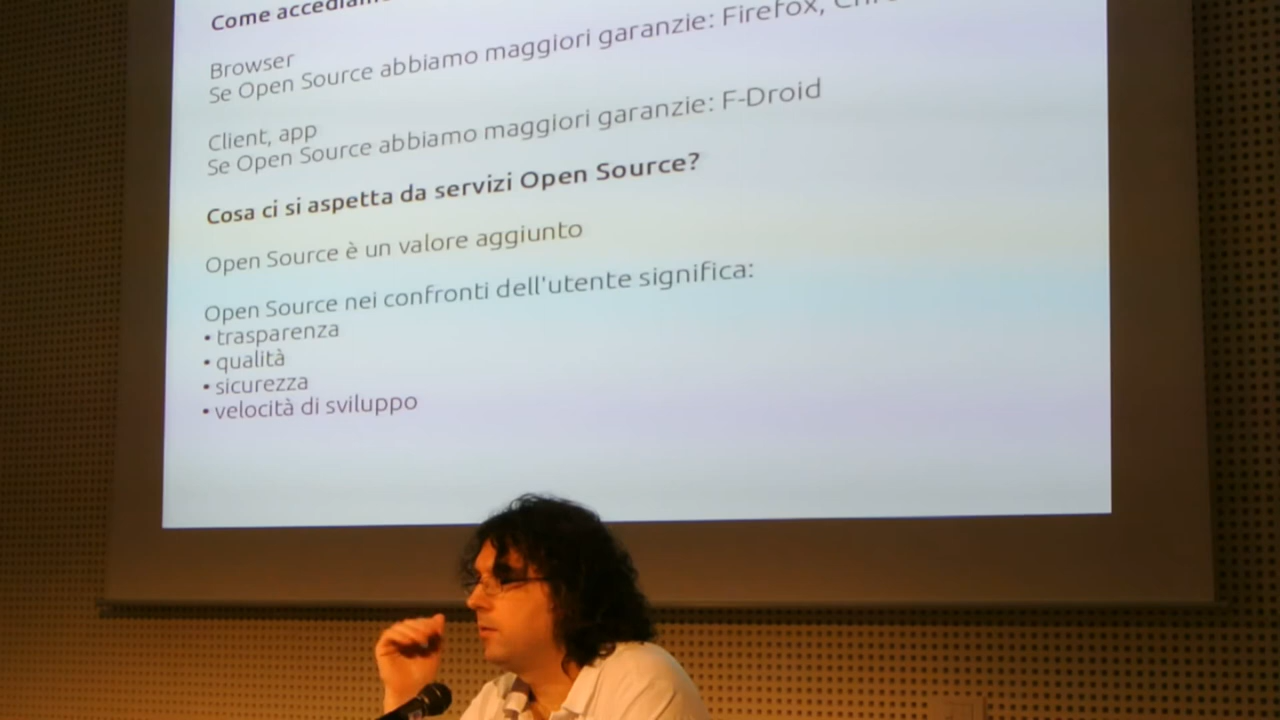 Come accediamo
Browser
Se Open Source abbiamo maggiori garanzie: Firefox,
Client, app
Se Open Source abbiamo maggiori garanzie: F-Droid
Cosa ci si aspetta da servizi Open Source?
Open Source è un valore aggiunto
Open Source nei confronti dell'utente significa:
• trasparenza
• qualità
• sicurezza
• velocità di sviluppo